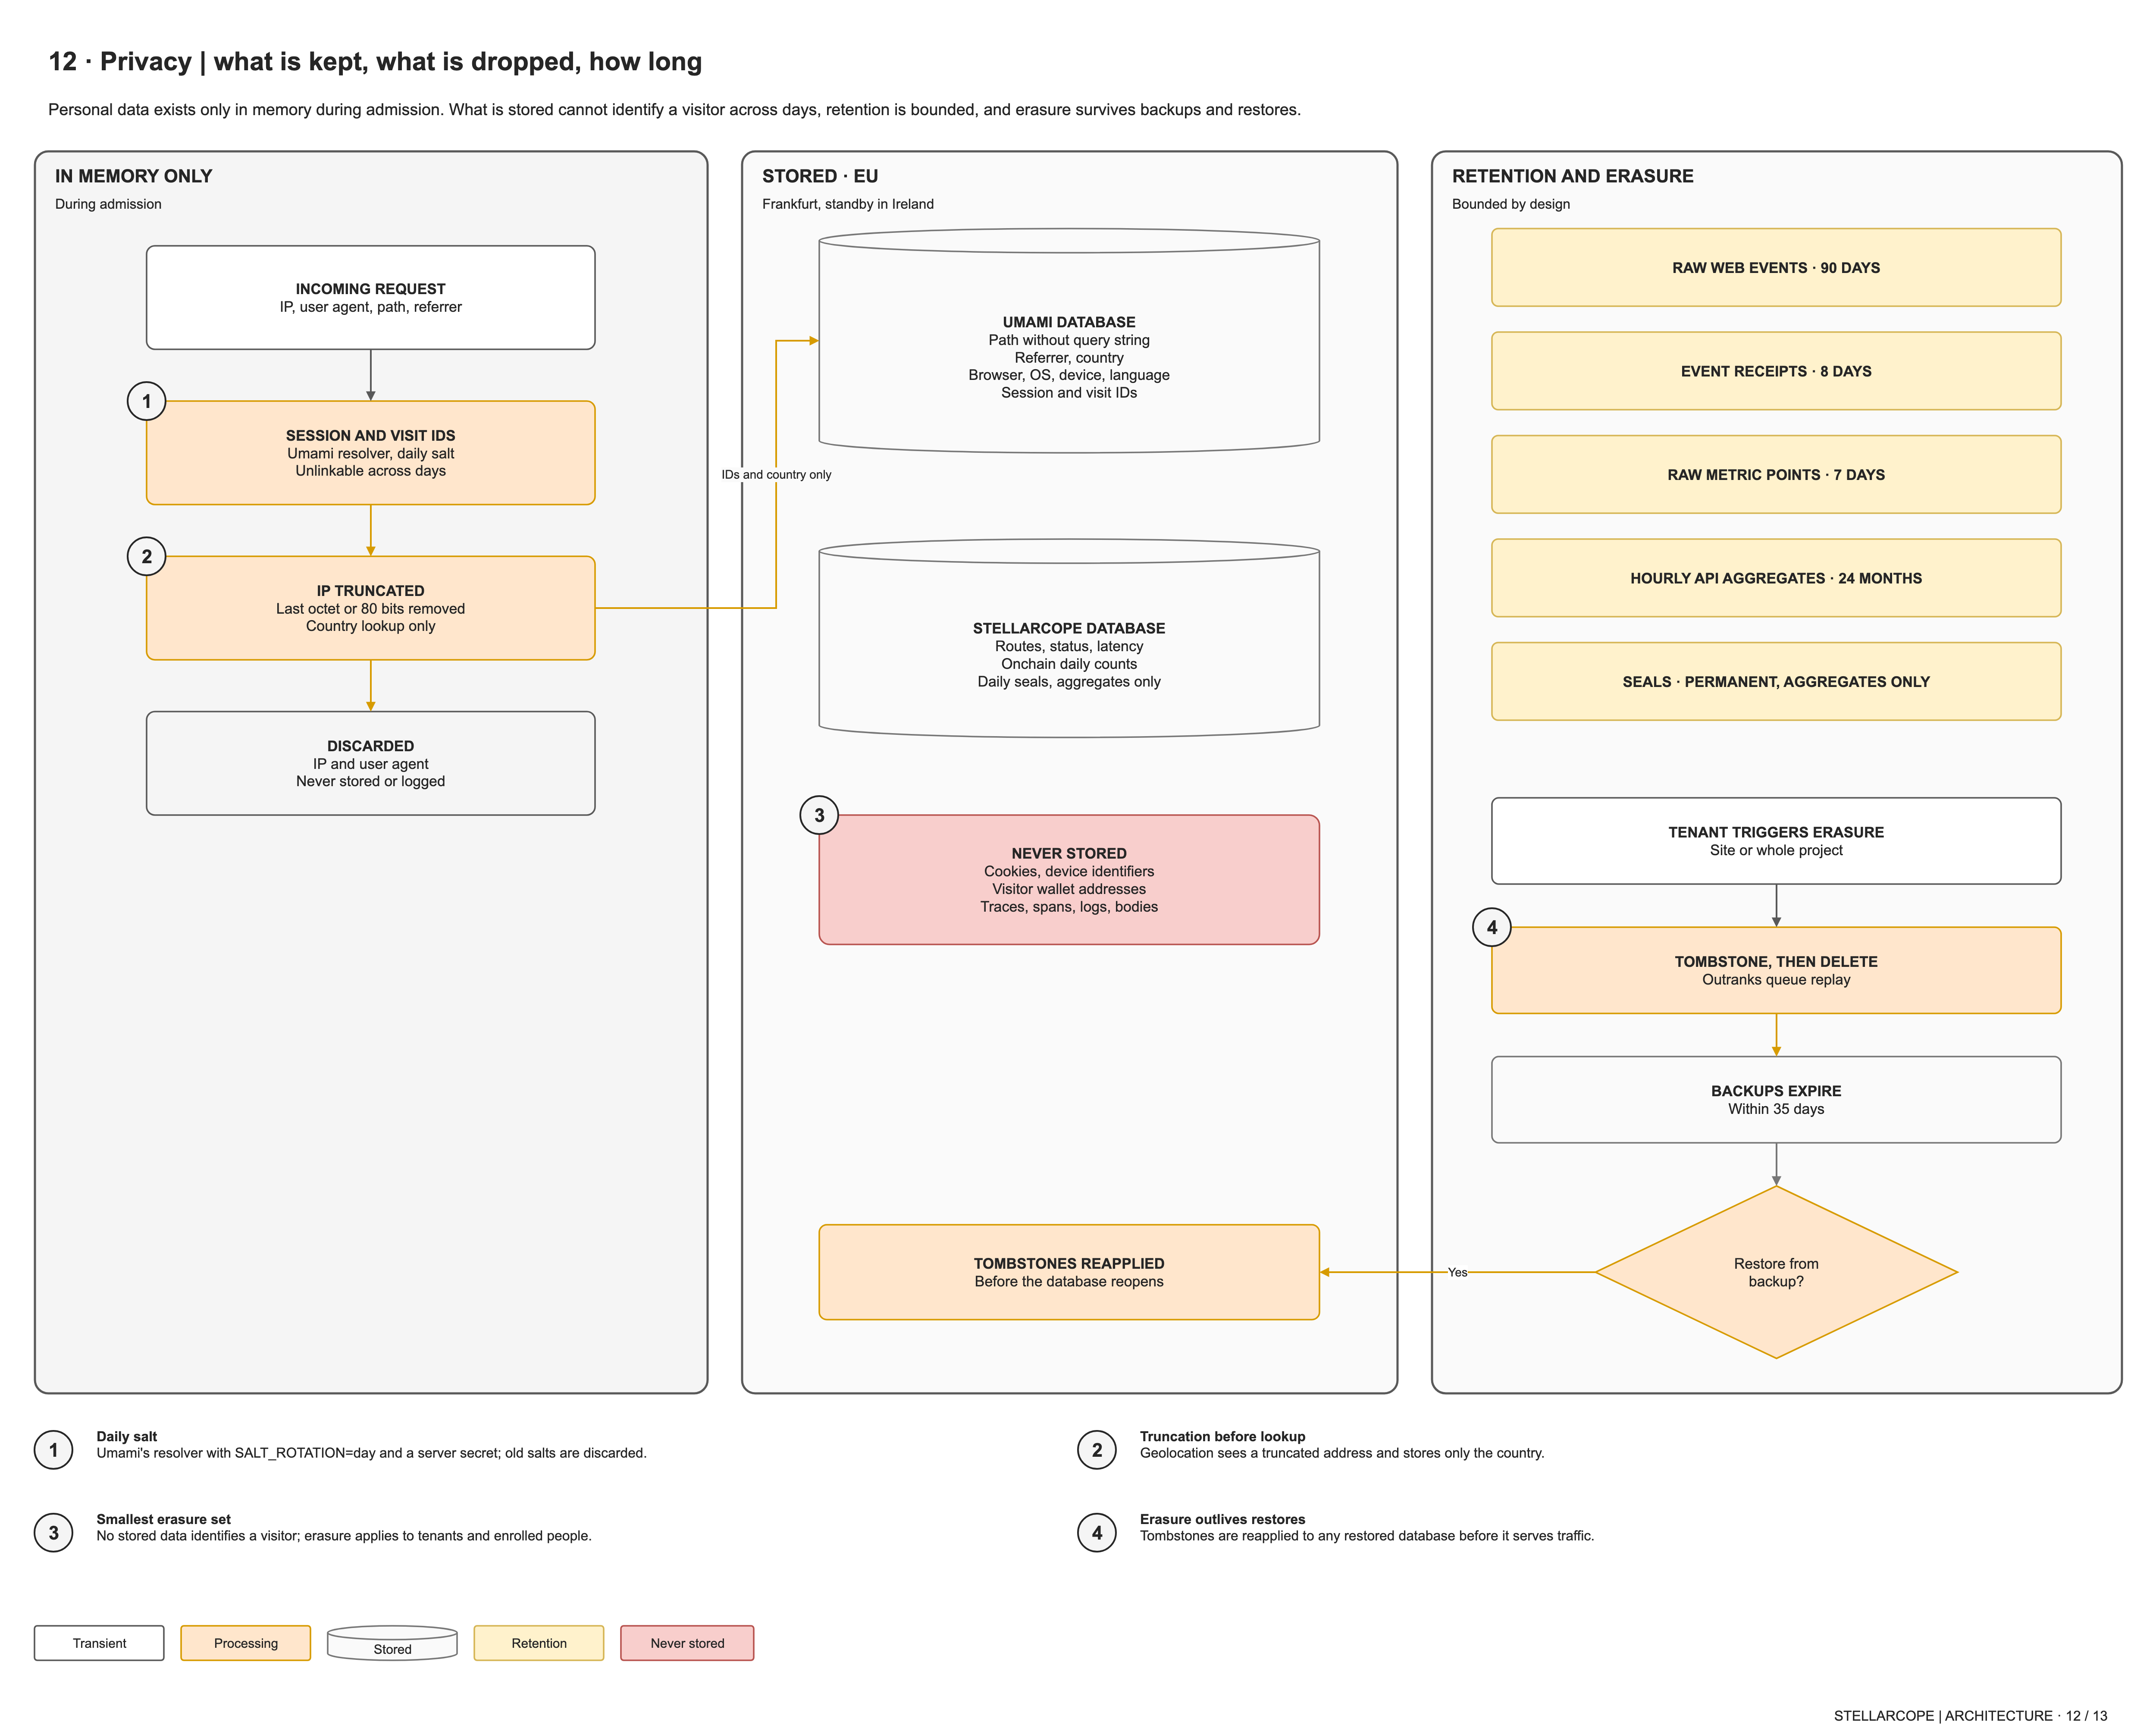 12 · Privacy | what is kept, what is dropped, how long
Personal data exists only in memory during admission. What is stored cannot identify a visitor across days, retention is bounded, and erasure survives backups and restores.
IN MEMORY ONLY
During admission
INCOMING REQUEST
IP, user agent, path, referrer
1
SESSION AND VISIT IDS
Umami resolver, daily salt
Unlinkable across days
2
IP TRUNCATED
Last octet or 80 bits removed
Country lookup only
DISCARDED
IP and user agent
Never stored or logged
IDs and country only
STORED · EU
Frankfurt, standby in Ireland
UMAMI DATABASE
Path without query string
Referrer, country
Browser, OS, device, language
Session and visit IDs
STELLARCOPE DATABASE
Routes, status, latency
Onchain daily counts
Daily seals, aggregates only
3
NEVER STORED
Cookies, device identifiers
Visitor wallet addresses
Traces, spans, logs, bodies
TOMBSTONES REAPPLIED
Before the database reopens
RETENTION AND ERASURE
Bounded by design
RAW WEB EVENTS · 90 DAYS
EVENT RECEIPTS · 8 DAYS
RAW METRIC POINTS · 7 DAYS
HOURLY API AGGREGATES · 24 MONTHS
SEALS · PERMANENT, AGGREGATES ONLY
TENANT TRIGGERS ERASURE
Site or whole project
4
TOMBSTONE, THEN DELETE
Outranks queue replay
BACKUPS EXPIRE
Within 35 days
Restore from
backup?
Yes
1
Daily salt
Umami's resolver with SALT_ROTATION=day and a server secret; old salts are discarded.
2
Truncation before lookup
Geolocation sees a truncated address and stores only the country.
3
Smallest erasure set
No stored data identifies a visitor; erasure applies to tenants and enrolled people.
4
Erasure outlives restores
Tombstones are reapplied to any restored database before it serves traffic.
Transient
Processing
Stored
Retention
Never stored
STELLARCOPE | ARCHITECTURE · 12 / 13